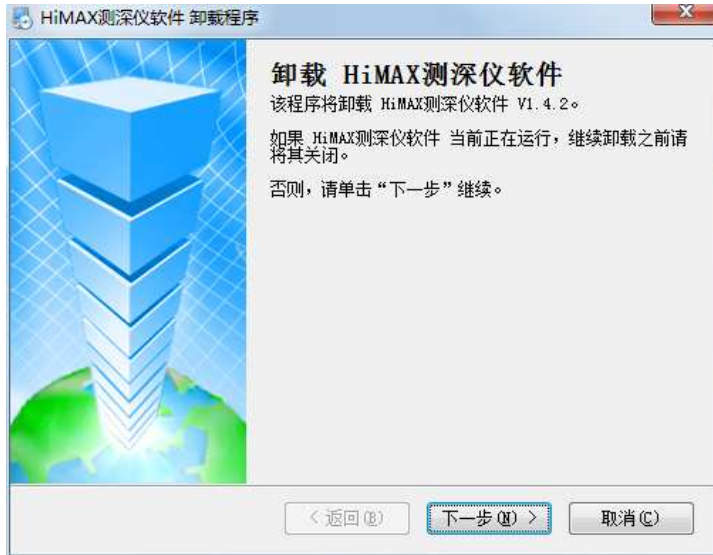 HiMAX测深仪软件 卸载程序
卸载 HiMAX测深仪软件
该程序将卸载 HiMAX测深仪软件 V1.4.2。
如果 HiMAX测深仪软件 当前正在运行，继续卸载之前请
将其关闭。
否则，请单击“下一步”继续。
< 返回(B)
下一步(N) >
取消(C)